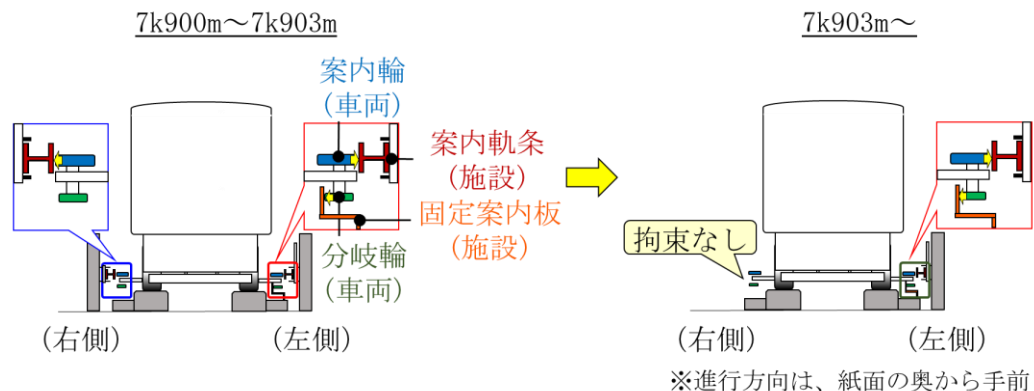 7k900m～7k903m
7k903m～
案内輪
(車両)
案内軌条
(施設)
固定案内板
(施設)
分岐輪
(車両)
拘束なし
(右側)
(左側)
(右側)
(左側)
※進行方向は、紙面の奥から手前